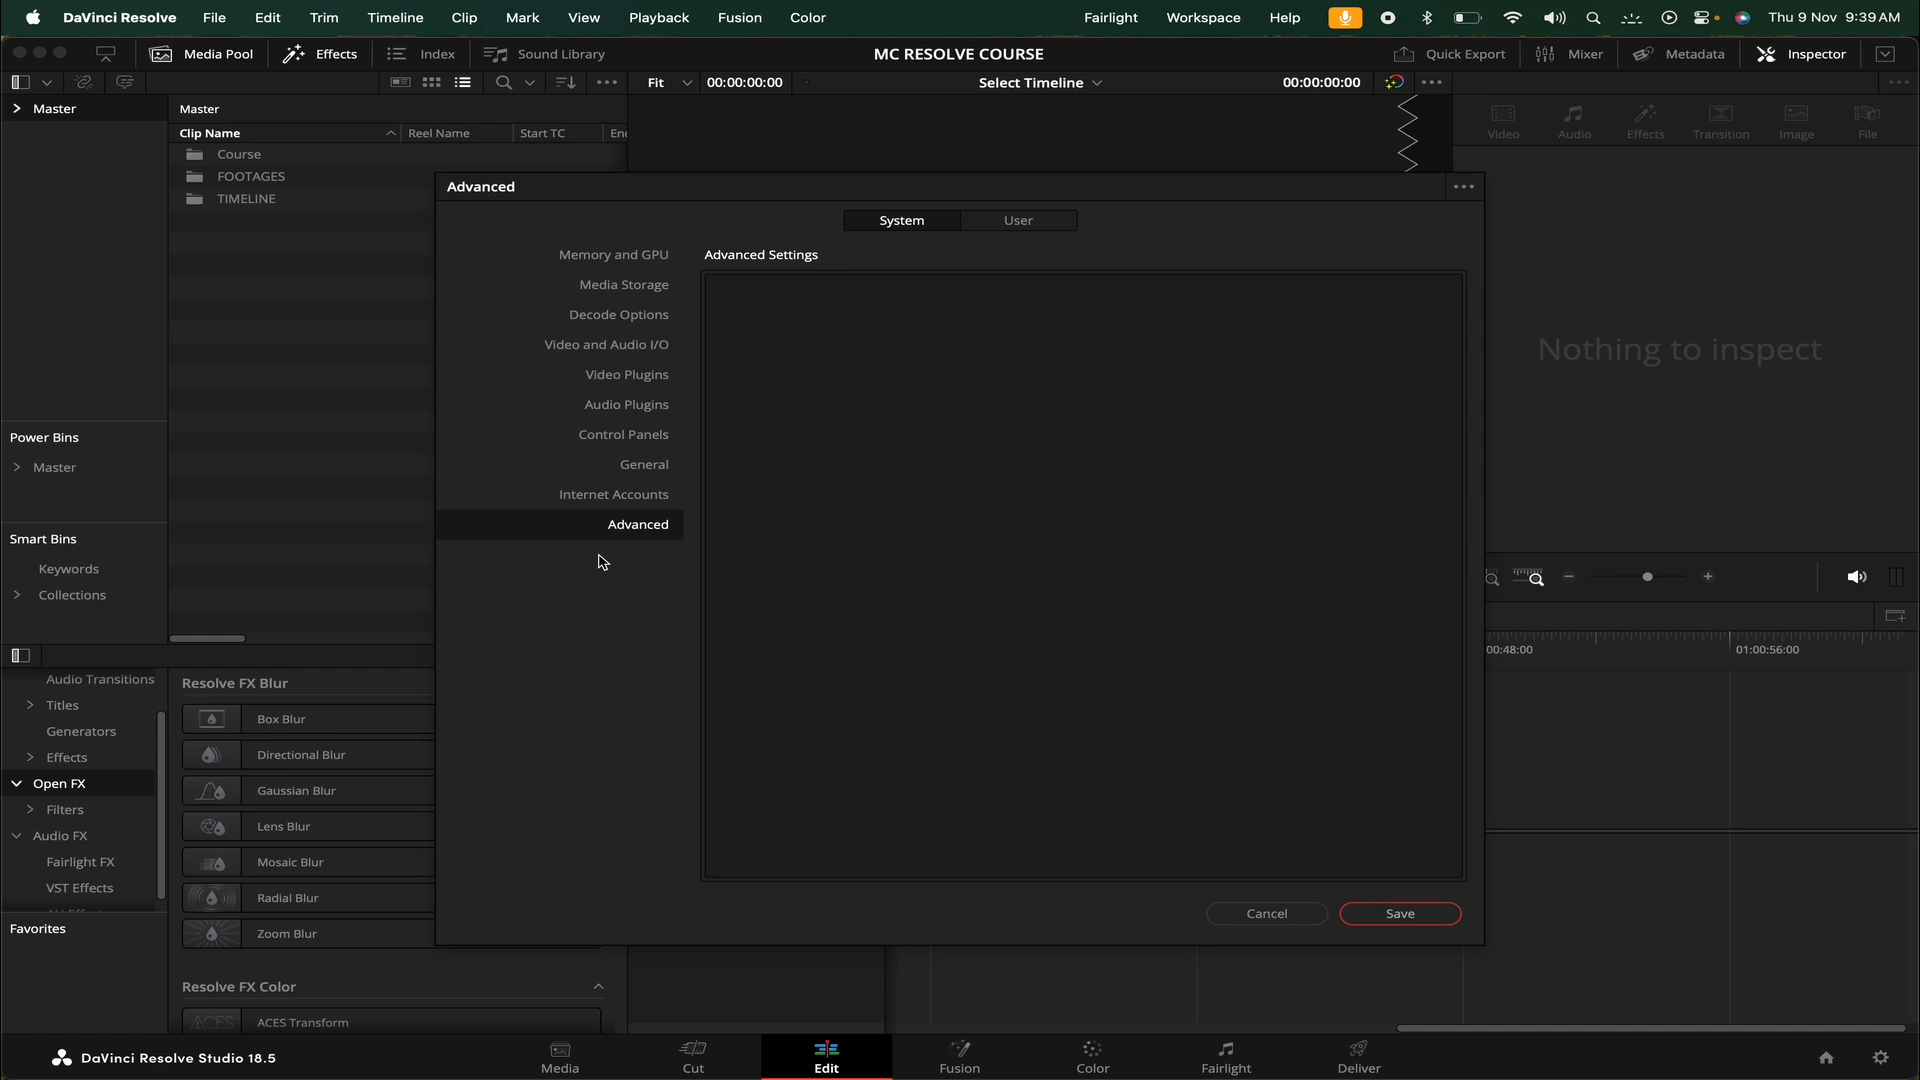 DaVinci Resolve File Edit Trim Timeline Clip Mark View Playback Fusion Color Fairlight Workspace Help Thu 9 Nov 9:39 AM
Media Pool Effects Index Sound Library MC RESOLVE COURSE Quick Export Mixer Metadata Inspector
Fit 00:00:00:00 Select Timeline 00:00:00:00
Master
Master
Clip Name Reel Name Start TC
Course
FOOTAGES
TIMELINE
Video Audio Effects Transition Image File
Nothing to inspect
Advanced
System User
Memory and GPU
Media Storage
Decode Options
Video and Audio I/O
Video Plugins
Audio Plugins
Control Panels
General
Internet Accounts
Advanced
Advanced Settings
Cancel Save
Power Bins
Master
Smart Bins
Keywords
Collections
00:48:00 01:00:56:00
Audio Transitions
Titles
Generators
Effects
Open FX
Filters
Audio FX
Fairlight FX
VST Effects
Favorites
Resolve FX Blur
Box Blur
Directional Blur
Gaussian Blur
Lens Blur
Mosaic Blur
Radial Blur
Zoom Blur
Resolve FX Color
ACES ACES Transform
DaVinci Resolve Studio 18.5
Media Cut Edit Fusion Color Fairlight Deliver